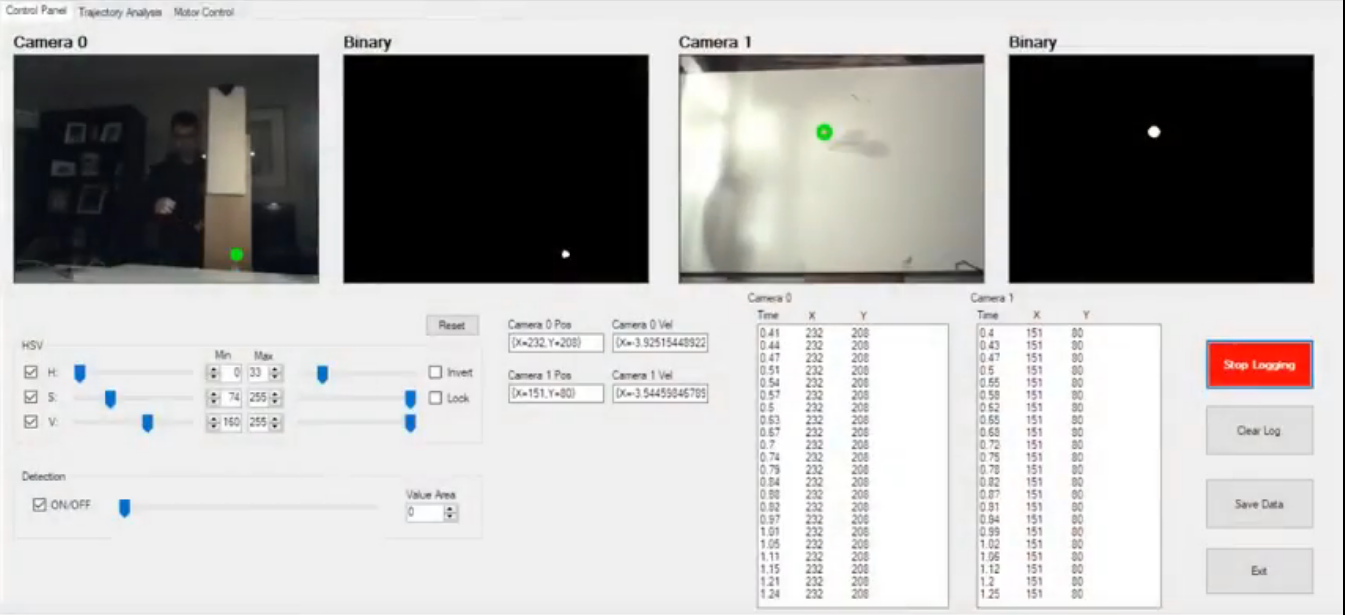 Control Panel Trajectory Analysis Motor Control
Camera 0 Binary Camera 1 Binary
Camera 0 Camera 1
Time X Y Time X Y
Reset
Camera 0 Pos Camera 0 Vel
{X=232,Y=208} {X=-3.92515448922
HSV
Min Max
H: 0 33 Invert
S: 74 255 Lock
V: 160 255
Camera 1 Pos Camera 1 Vel
{X=151,Y=80} {X=-3.54459846785
Detection
ON/OFF
Value Area
0
0.41 232 208 0.4 151 80
0.44 232 208 0.43 151 80
0.47 232 208 0.47 151 80
0.51 232 208 0.5 151 80
0.54 232 208 0.55 151 80
0.57 232 208 0.58 151 80
0.6 232 208 0.62 151 80
0.63 232 208 0.65 151 80
0.67 232 208 0.68 151 80
0.7 232 208 0.72 151 80
0.74 232 208 0.75 151 80
0.79 232 208 0.78 151 80
0.84 232 208 0.82 151 80
0.88 232 208 0.87 151 80
0.92 232 208 0.91 151 80
0.97 232 208 0.94 151 80
1.01 232 208 0.99 151 80
1.05 232 208 1.02 151 80
1.11 232 208 1.06 151 80
1.15 232 208 1.12 151 80
1.21 232 208 1.2 151 80
1.24 232 208 1.25 151 80
Stop Logging
Clear Log
Save Data
Exit